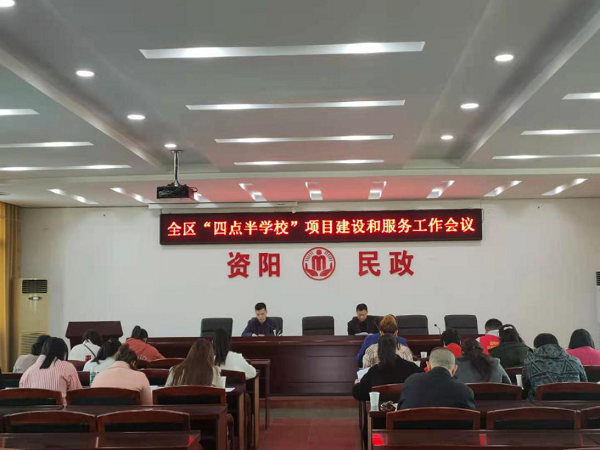 全区“四点半学校”项目建设和服务工作会议
资阳 民政